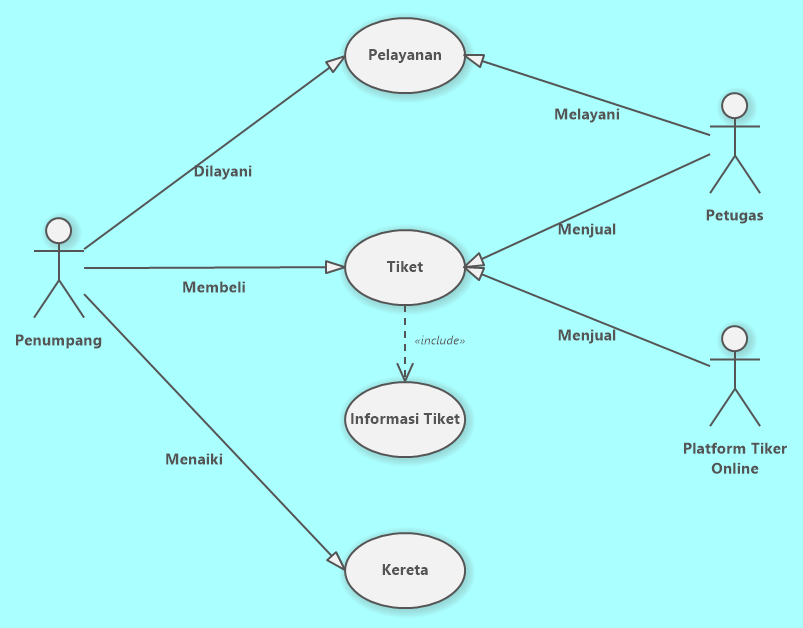 Pelayanan
Melayani
Dilayani
Petugas
Menjual
Tiket
Membeli
Penumpang
«include»
Menjual
Informasi Tiket
Platform Tiker
Online
Menaiki
Kereta